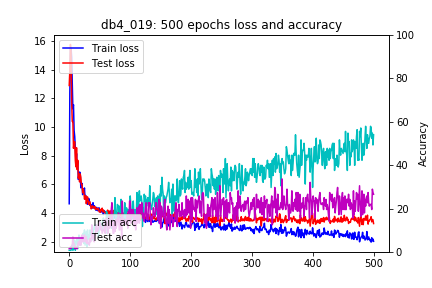 db4_019: 500 epochs loss and accuracy
Train loss
Test loss
Train acc
Test acc
Loss
Accuracy
16
14
12
10
8
6
4
2
100
80
60
40
20
0
0
100
200
300
400
500